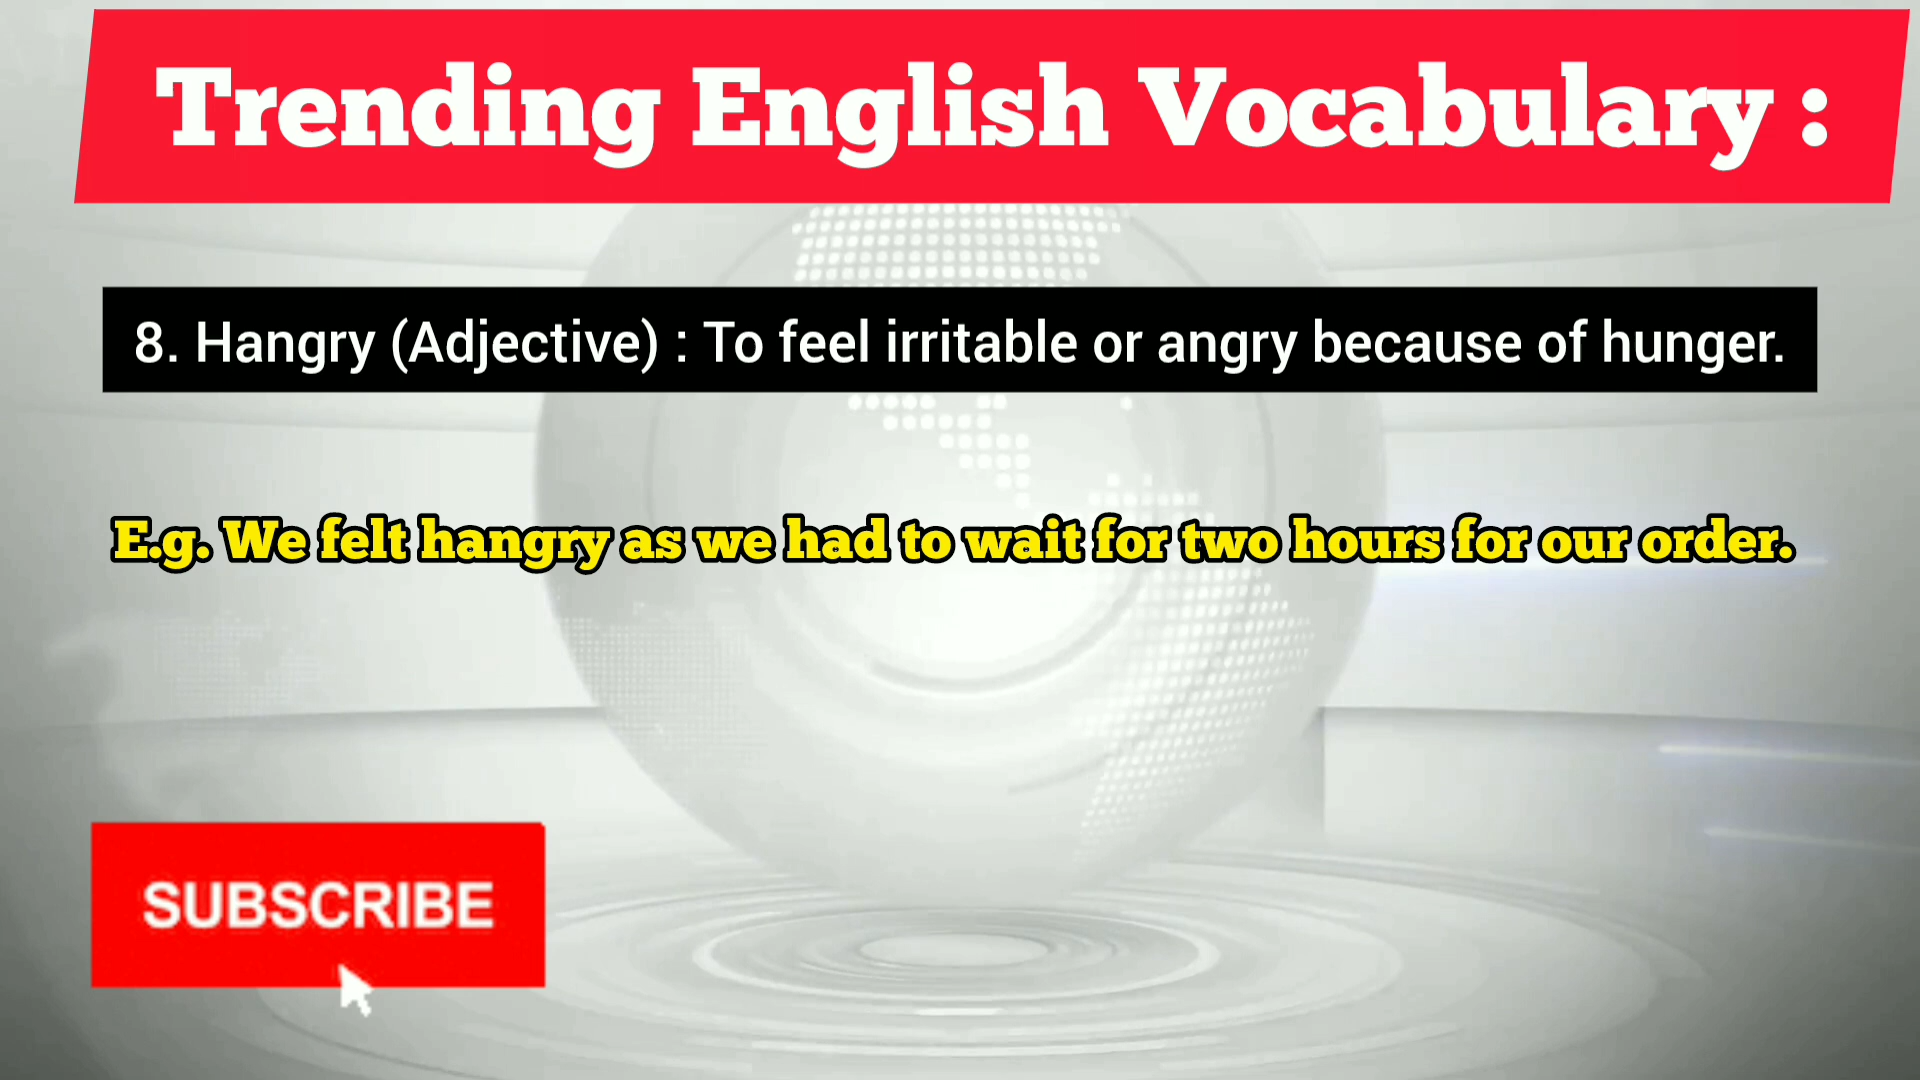 Trending English Vocabulary :
8. Hangry (Adjective) : To feel irritable or angry because of hunger.
E.g. We felt hangry as we had to wait for two hours for our order.
SUBSCRIBE